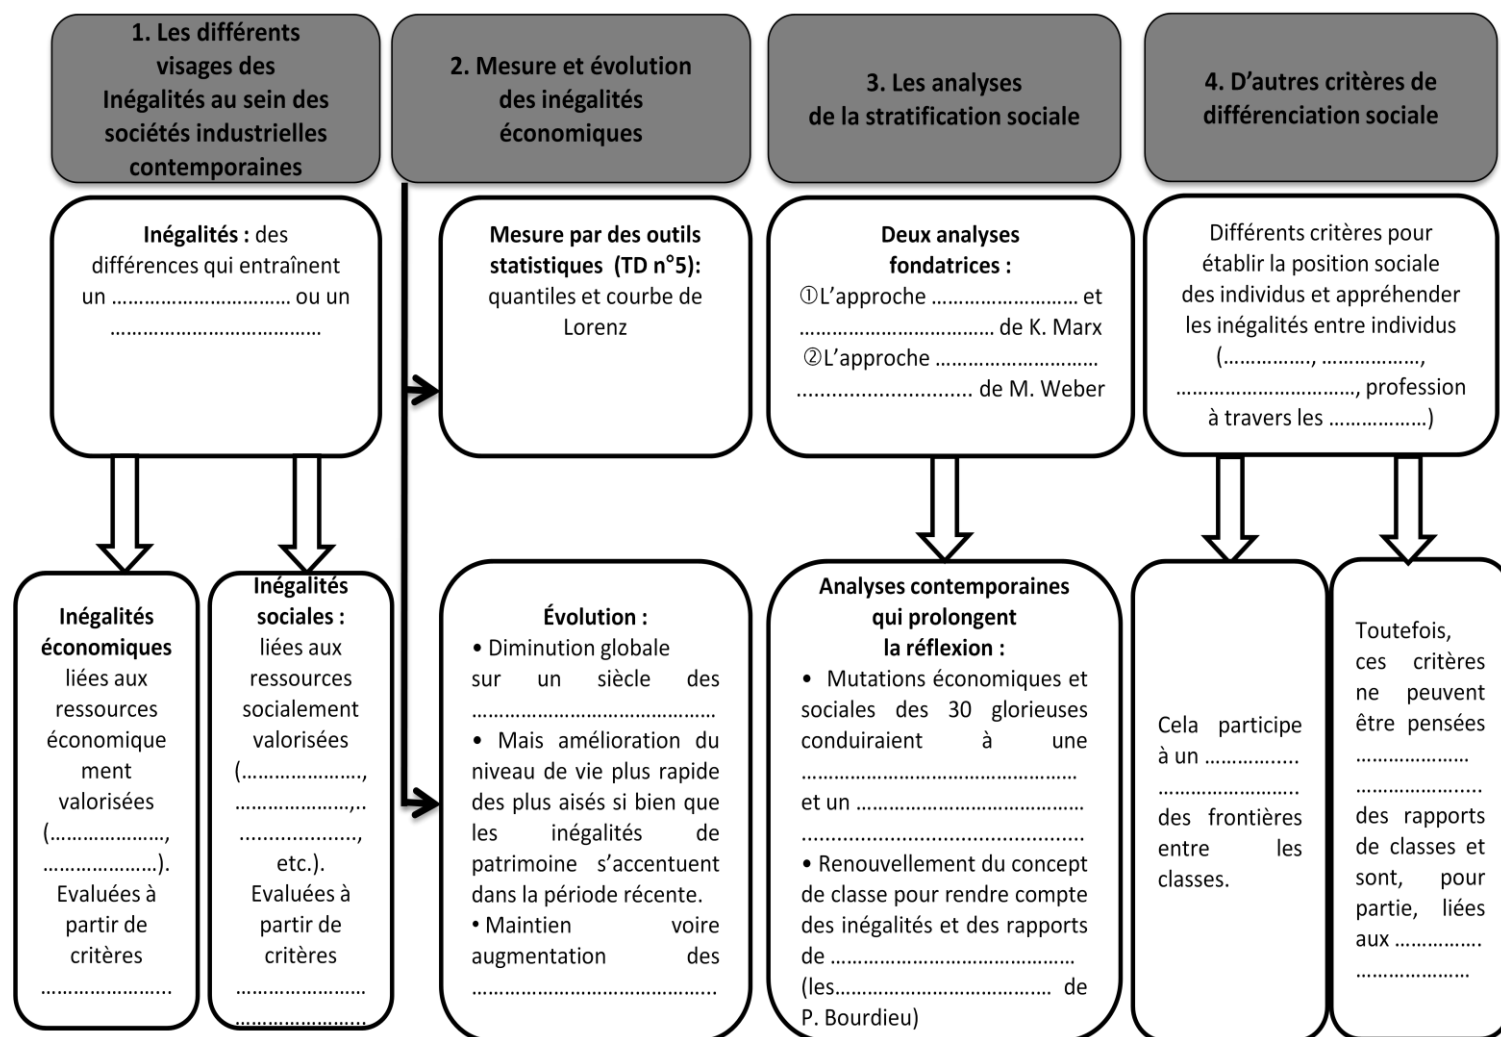 1. Les différents
visages des
Inégalités au sein des
sociétés industrielles
contemporaines
2. Mesure et évolution
des inégalités
économiques
3. Les analyses
de la stratification sociale
4. D’autres critères de
différenciation sociale
Inégalités : des
différences qui entraînent
un …………………………… ou un
…………………………………
Mesure par des outils
statistiques (TD n°5):
quantiles et courbe de
Lorenz
Deux analyses
fondatrices :
①L’approche ……………………… et
……………………………… de K. Marx
②L’approche …………………………
.............................. de M. Weber
Différents critères pour
établir la position sociale
des individus et appréhender
les inégalités entre individus
(……………, ………………,
……………………………, profession
à travers les ………………)
Inégalités
économiques
liées aux
ressources
économique
ment
valorisées
(…………………,
…………………).
Evaluées à
partir de
critères
……………………
Inégalités
sociales :
liées aux
ressources
socialement
valorisées
(………………….,
…………………,..
....................,
etc.).
Evaluées à
partir de
critères
……………………
……………………
Évolution :
• Diminution globale
sur un siècle des
………………………………………
• Mais amélioration du
niveau de vie plus rapide
des plus aisés si bien que
les inégalités de
patrimoine s’accentuent
dans la période récente.
• Maintien voire
augmentation des
………………………………………
Analyses contemporaines
qui prolongent
la réflexion :
• Mutations économiques et
sociales des 30 glorieuses
conduiraient à une
……………………………………………
et un ……………………………………
................................................
• Renouvellement du concept
de classe pour rendre compte
des inégalités et des rapports
de ………………………………………
(les…………………………………. de
P. Bourdieu)
Cela participe
à un ……………..
……………………..
des frontières
entre les
classes.
Toutefois,
ces critères
ne peuvent
être pensées
…………………
…………………...
des rapports
de classes et
sont, pour
partie, liées
aux …………….
…………………